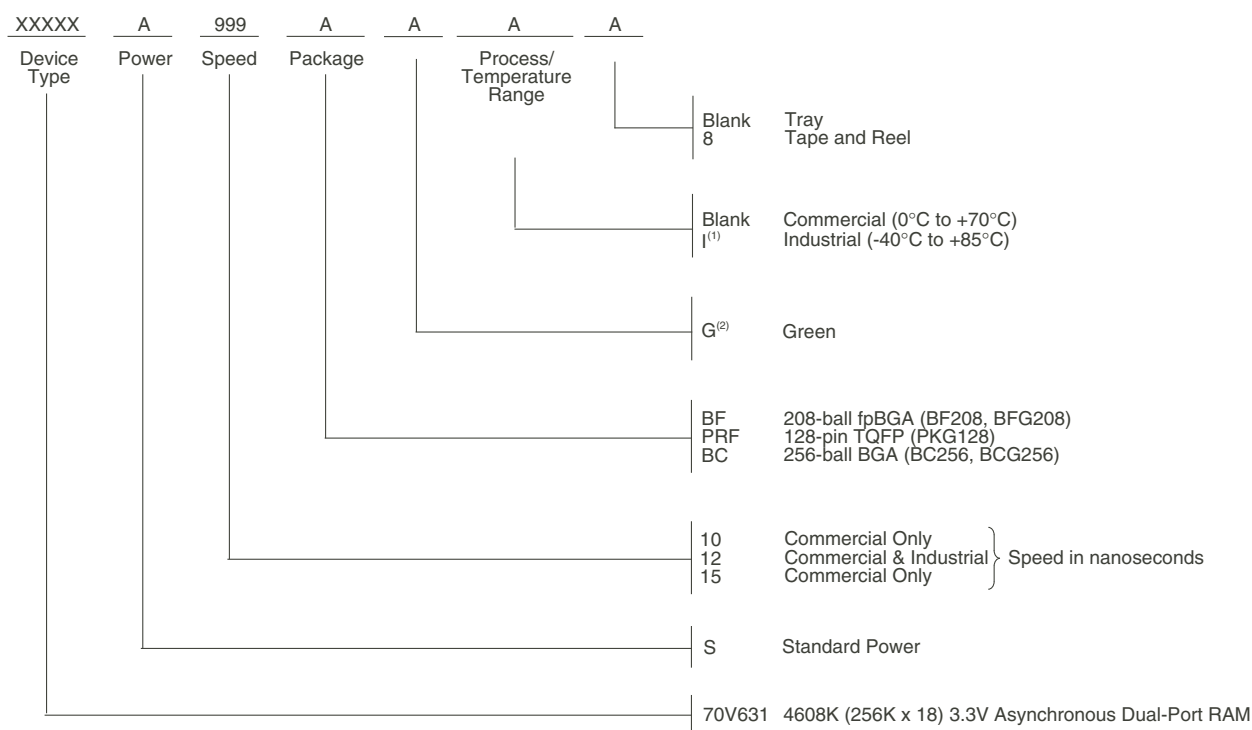 XXXXX A 999 A A A A
Device Type Power Speed Package Process/ Temperature Range
Blank Tray
8 Tape and Reel
Blank Commercial (0°C to +70°C)
I(1) Industrial (-40°C to +85°C)
G(2) Green
BF 208-ball fpBGA (BF208, BFG208)
PRF 128-pin TQFP (PKG128)
BC 256-ball BGA (BC256, BCG256)
10 Commercial Only
12 Commercial & Industrial Speed in nanoseconds
15 Commercial Only
S Standard Power
70V631 4608K (256K x 18) 3.3V Asynchronous Dual-Port RAM